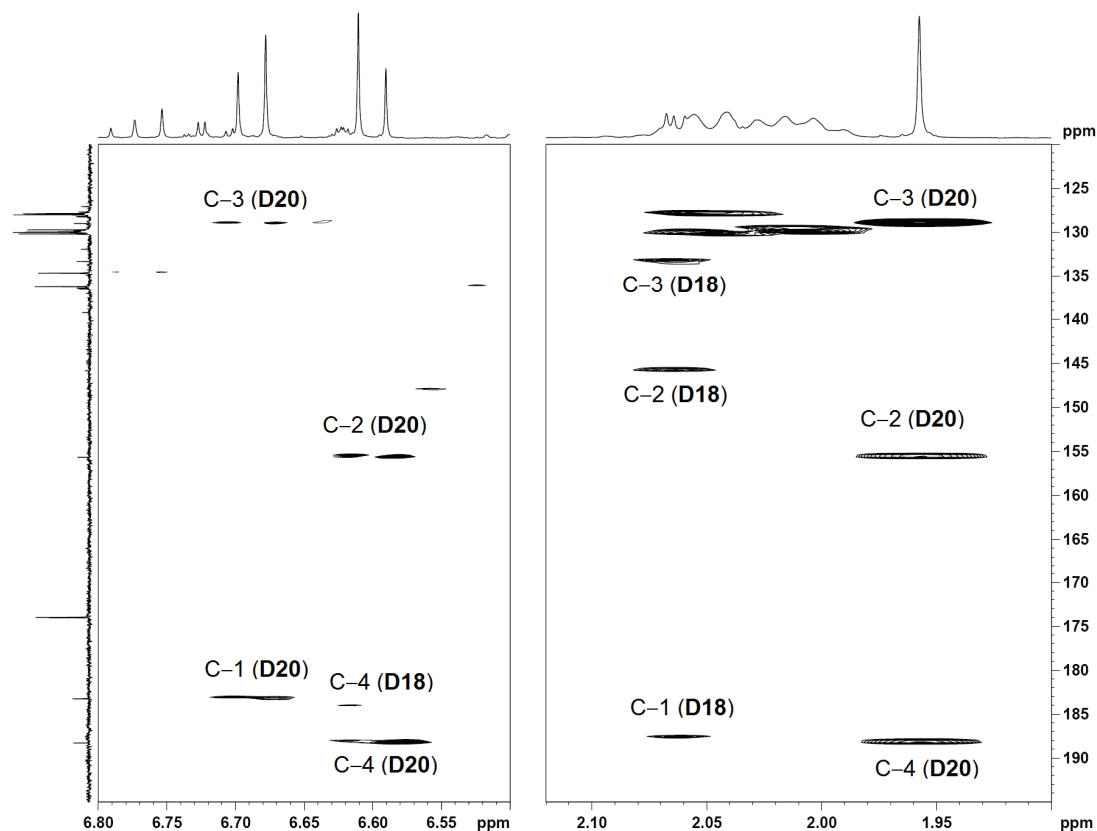 ppm
C–3 (D20)
C–3 (D20)
125
130
C–3 (D18)
135
140
C–2 (D18)
145
150
C–2 (D20)
C–2 (D20)
155
160
165
170
175
180
C–1 (D20)
C–4 (D18)
C–1 (D18)
185
C–4 (D20)
C–4 (D20)
190
6.80 6.75 6.70 6.65 6.60 6.55 ppm
2.10 2.05 2.00 1.95 ppm